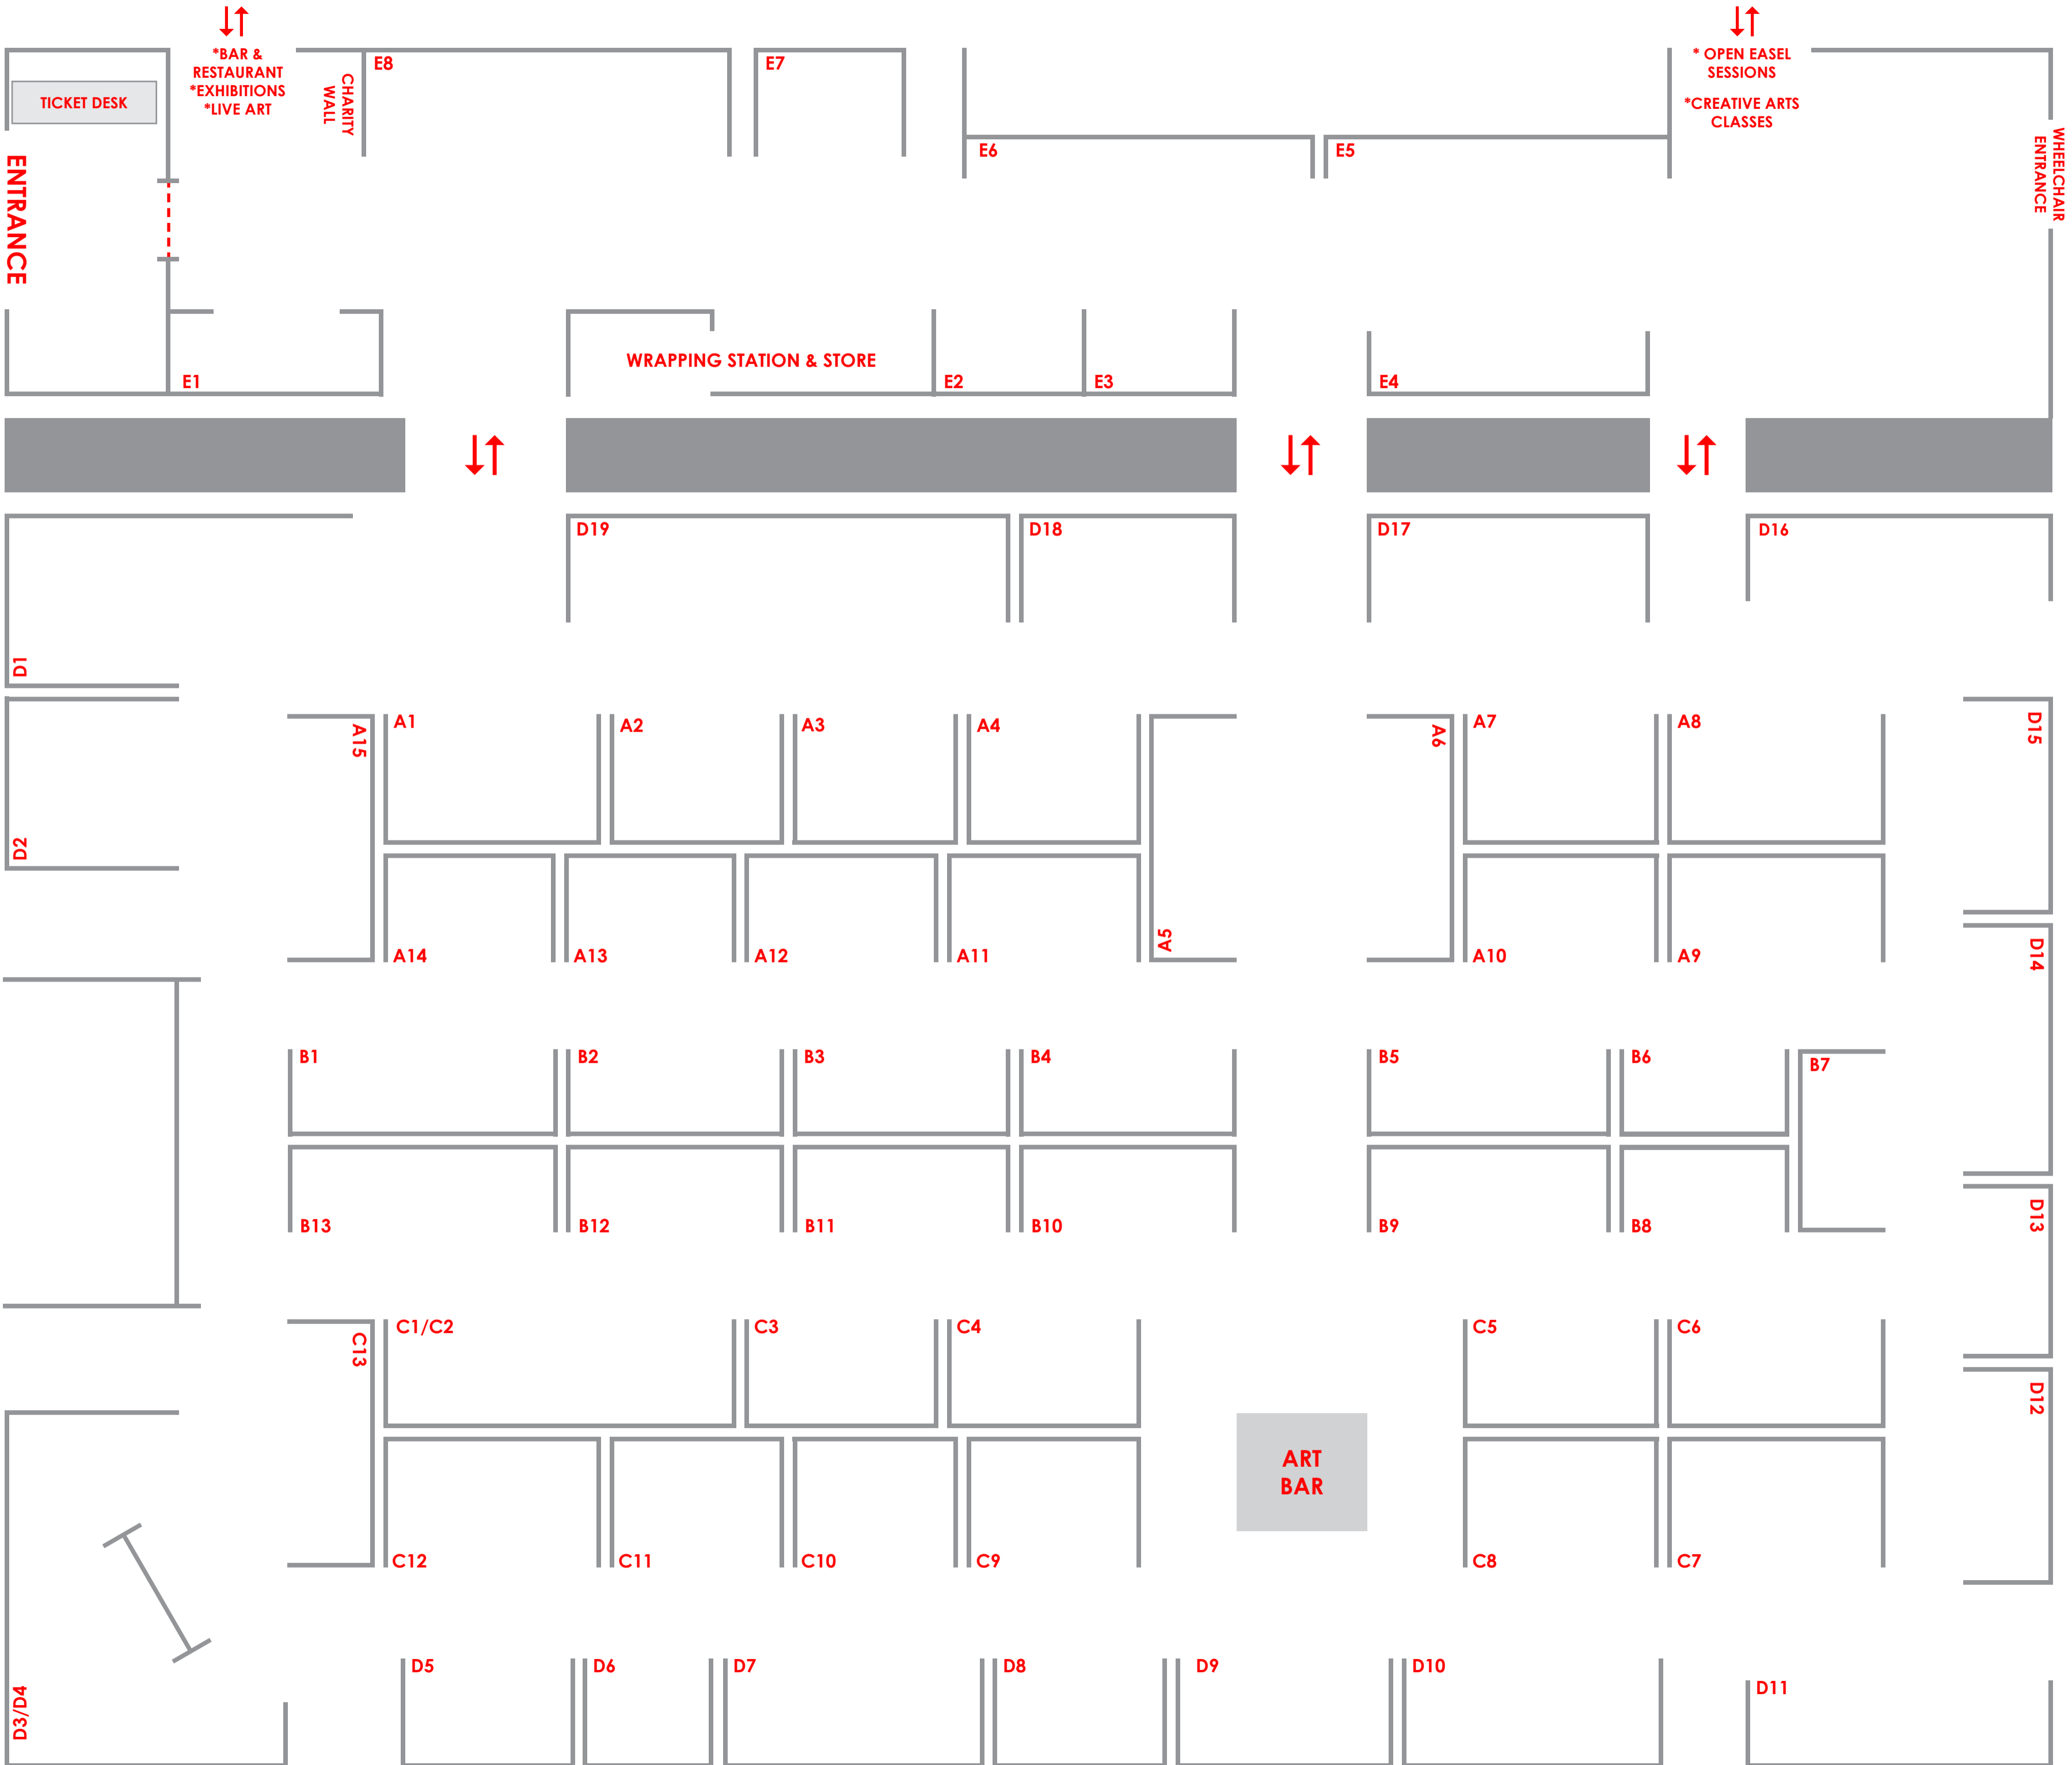 *BAR &
RESTAURANT
*EXHIBITIONS
*LIVE ART
* OPEN EASEL
SESSIONS
*CREATIVE ARTS
CLASSES
TICKET DESK
CHARITY
WALL
E8
E7
E6
E5
WHEELCHAIR
ENTRANCE
ENTRANCE
WRAPPING STATION & STORE
E1
E2
E3
E4
D19
D18
D17
D16
D1
A15
A1
A2
A3
A4
A6
A7
A8
D15
D2
A14
A13
A12
A11
A5
A10
A9
D14
B1
B2
B3
B4
B5
B6
B7
B13
B12
B11
B10
B9
B8
D13
C13
C1/C2
C3
C4
C5
C6
D12
ART
BAR
C12
C11
C10
C9
C8
C7
D3/D4
D5
D6
D7
D8
D9
D10
D11